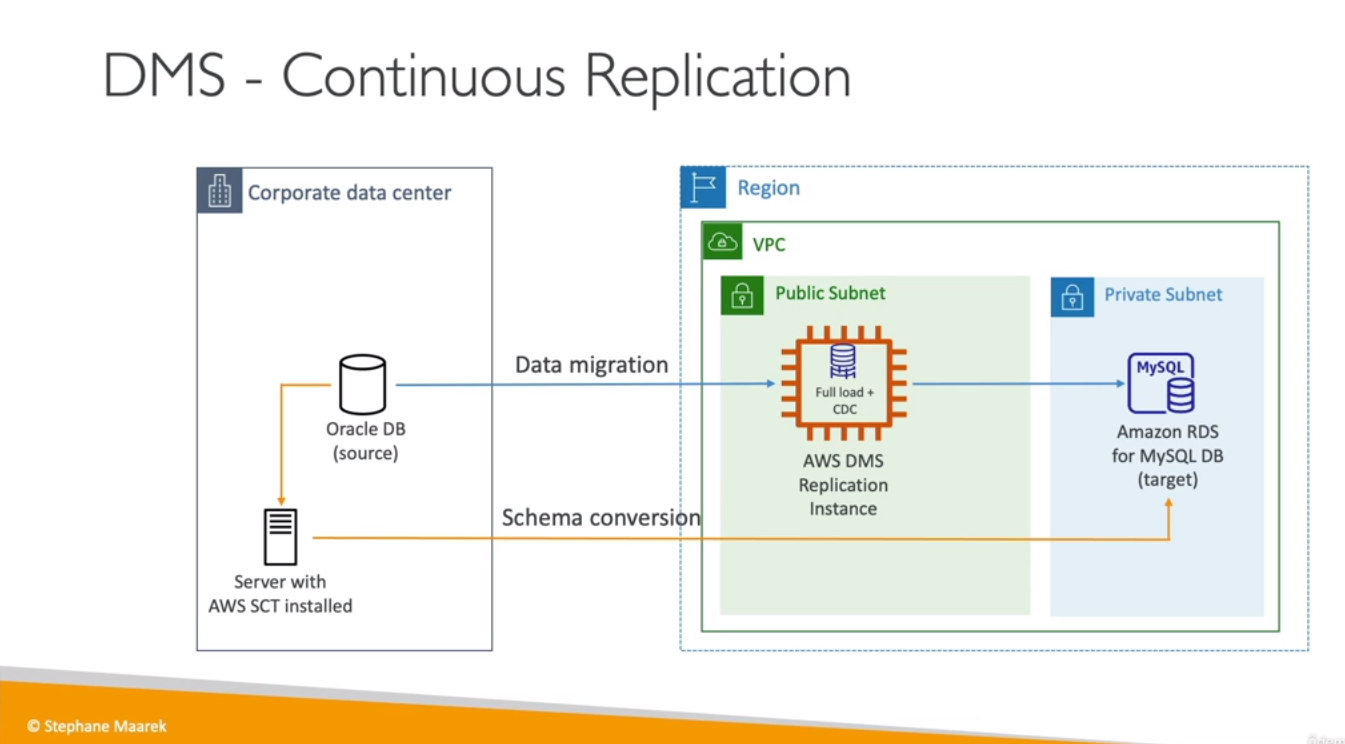 DMS - Continuous Replication
Corporate data center
Region
VPC
Public Subnet
Private Subnet
Data migration
Full load +
CDC
MySQL
Oracle DB
(source)
AWS DMS
Replication
Instance
Amazon RDS
for MySQL DB
(target)
Schema conversion
Server with
AWS SCT installed
© Stephane Maarek